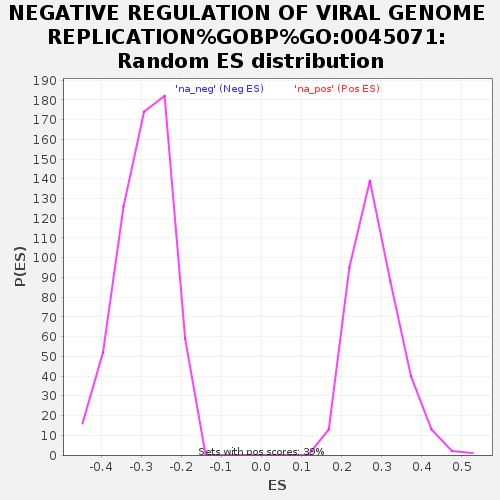 NEGATIVE REGULATION OF VIRAL GENOME
REPLICATION%GOBP%GO:0045071:
Random ES distribution
'na_neg' (Neg ES)
'na_pos' (Pos ES)
P(ES)
190
180
170
160
150
140
130
120
110
100
90
80
70
60
50
40
30
20
10
0
Sets with pos scores: 39%
-0.4 -0.3 -0.2 -0.1 0.0 0.1 0.2 0.3 0.4 0.5
ES